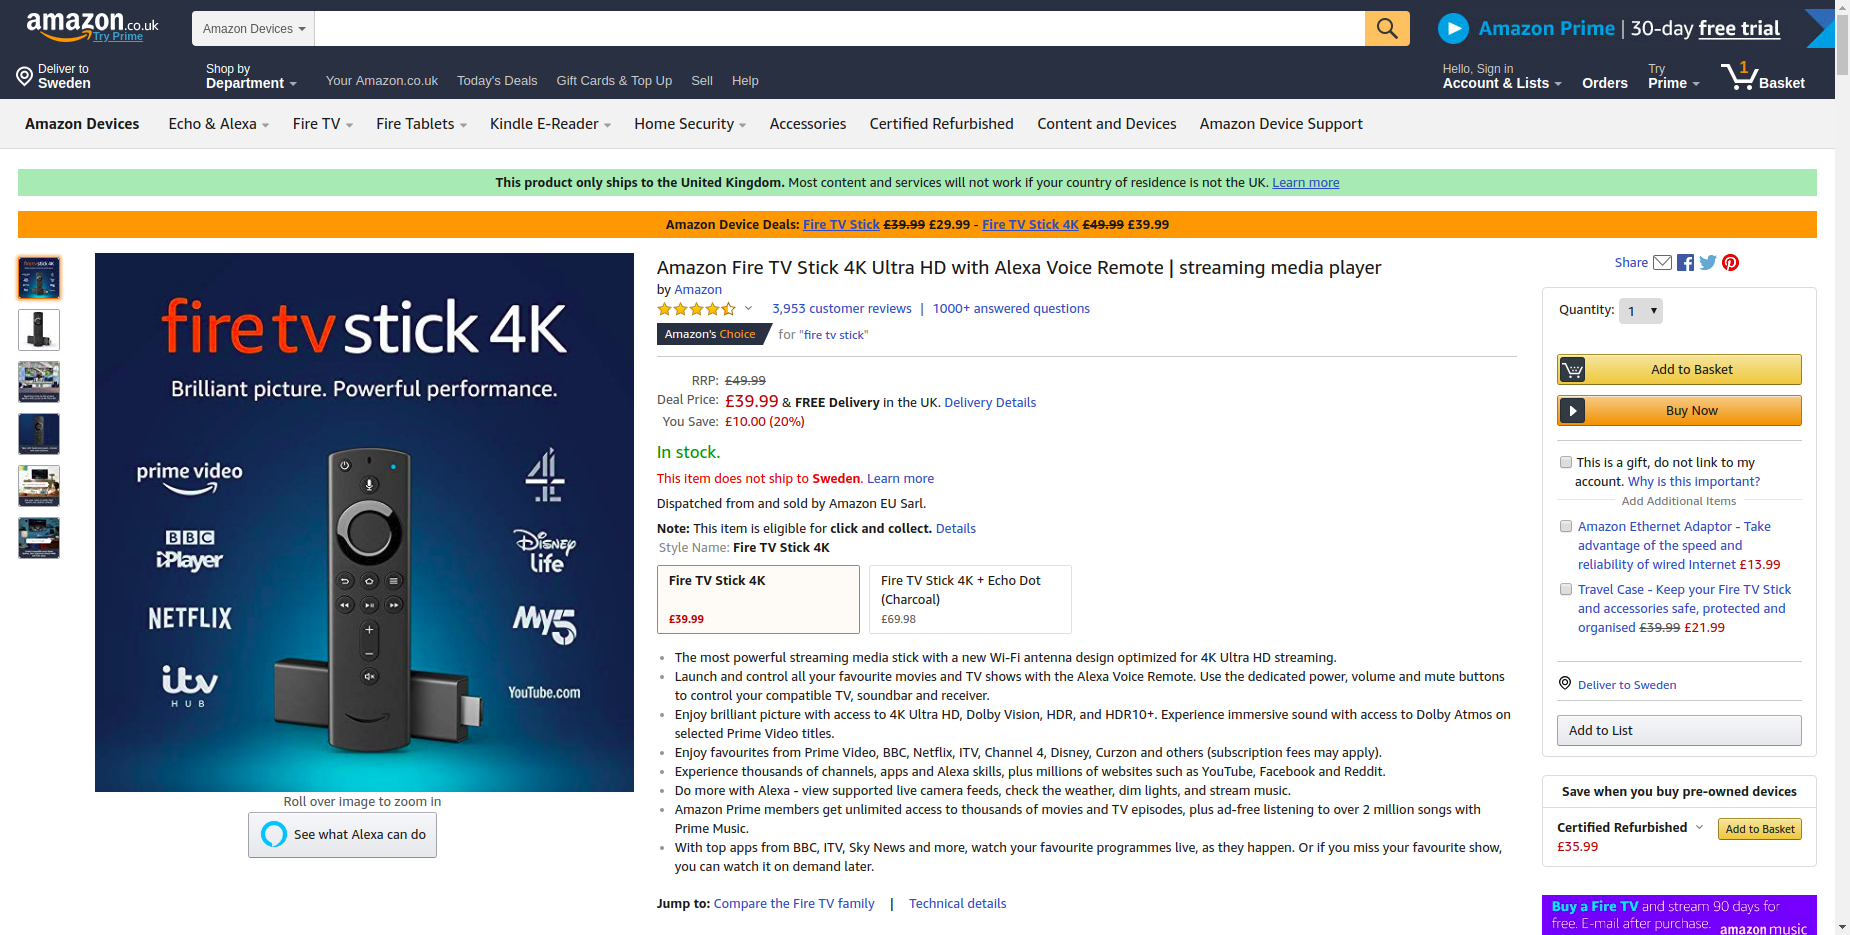 amazon.co.uk
Try Prime
Amazon Devices
Amazon Prime | 30-day free trial
Deliver to
Sweden
Shop by
Department
Your Amazon.co.uk Today's Deals Gift Cards & Top Up Sell Help
Hello, Sign in
Account & Lists
Orders
Try
Prime
1
Basket
Amazon Devices Echo & Alexa Fire TV Fire Tablets Kindle E-Reader Home Security Accessories Certified Refurbished Content and Devices Amazon Device Support
This product only ships to the United Kingdom. Most content and services will not work if your country of residence is not the UK. Learn more
Amazon Device Deals: Fire TV Stick £39.99 £29.99 - Fire TV Stick 4K £49.99 £39.99
fire tv stick 4K
Brilliant picture. Powerful performance.
prime video
BBC
iPlayer
NETFLIX
itv
HUB
4
Disney
life
My5
YouTube.com
Roll over image to zoom in
See what Alexa can do
Amazon Fire TV Stick 4K Ultra HD with Alexa Voice Remote | streaming media player
by Amazon
3,953 customer reviews | 1000+ answered questions
Amazon's Choice for "fire tv stick"
RRP: £49.99
Deal Price: £39.99 & FREE Delivery in the UK. Delivery Details
You Save: £10.00 (20%)
In stock.
This item does not ship to Sweden. Learn more
Dispatched from and sold by Amazon EU Sarl.
Note: This item is eligible for click and collect. Details
Style Name: Fire TV Stick 4K
Fire TV Stick 4K
£39.99
Fire TV Stick 4K + Echo Dot
(Charcoal)
£69.98
The most powerful streaming media stick with a new Wi-Fi antenna design optimized for 4K Ultra HD streaming.
Launch and control all your favourite movies and TV shows with the Alexa Voice Remote. Use the dedicated power, volume and mute buttons
to control your compatible TV, soundbar and receiver.
Enjoy brilliant picture with access to 4K Ultra HD, Dolby Vision, HDR, and HDR10+. Experience immersive sound with access to Dolby Atmos on
selected Prime Video titles.
Enjoy favourites from Prime Video, BBC, Netflix, ITV, Channel 4, Disney, Curzon and others (subscription fees may apply).
Experience thousands of channels, apps and Alexa skills, plus millions of websites such as YouTube, Facebook and Reddit.
Do more with Alexa - view supported live camera feeds, check the weather, dim lights, and stream music.
Amazon Prime members get unlimited access to thousands of movies and TV episodes, plus ad-free listening to over 2 million songs with
Prime Music.
With top apps from BBC, ITV, Sky News and more, watch your favourite programmes live, as they happen. Or if you miss your favourite show,
you can watch it on demand later.
Jump to: Compare the Fire TV family | Technical details
Share
Quantity: 1
Add to Basket
Buy Now
This is a gift, do not link to my
account. Why is this important?
Add Additional Items
Amazon Ethernet Adaptor - Take
advantage of the speed and
reliability of wired Internet £13.99
Travel Case - Keep your Fire TV Stick
and accessories safe, protected and
organised £39.99 £21.99
Deliver to Sweden
Add to List
Save when you buy pre-owned devices
Certified Refurbished
£35.99
Add to Basket
Buy a Fire TV and stream 90 days for
free. E-mail after purchase.
amazon music